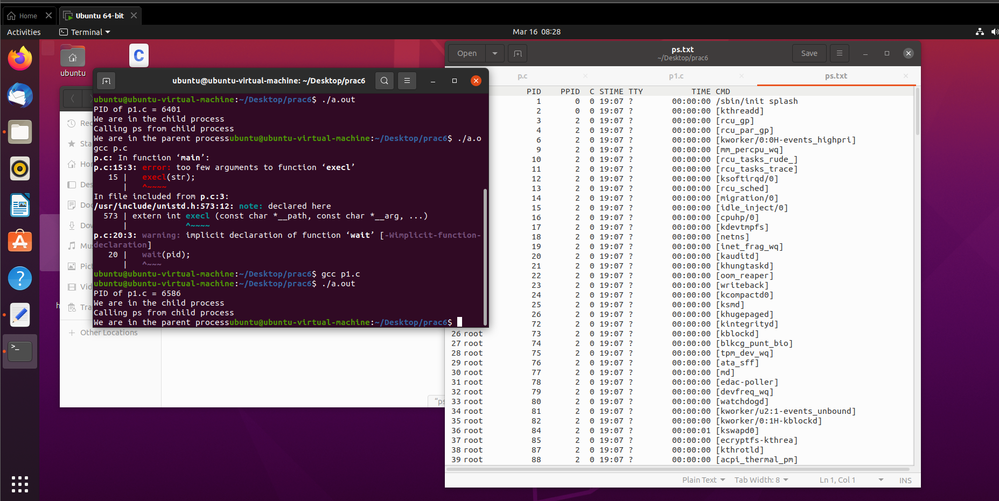 Home
Ubuntu 64-bit
Activities
Terminal
Mar 16 08:28
ubuntu
C
ubuntu@ubuntu-virtual-machine: ~/Desktop/prac6
ubuntu@ubuntu-virtual-machine:~/Desktop/prac6$ ./a.out
PID of p1.c = 6401
We are in the child process
Calling ps from child process
We are in the parent processubuntu@ubuntu-virtual-machine:~/Desktop/prac6$ ./a.o
gcc p.c
p.c: In function ‘main’:
p.c:15:3: error: too few arguments to function ‘execl’
15 | execl(str);
| ^~~~~
In file included from p.c:3:
/usr/include/unistd.h:573:12: note: declared here
573 | extern int execl (const char *__path, const char *__arg, ...)
| ^~~~~
p.c:20:3: warning: implicit declaration of function ‘wait’ [-Wimplicit-function-
declaration]
20 | wait(pid);
| ^~~~
ubuntu@ubuntu-virtual-machine:~/Desktop/prac6$ gcc p1.c
ubuntu@ubuntu-virtual-machine:~/Desktop/prac6$ ./a.out
PID of p1.c = 6586
We are in the child process
Calling ps from child process
We are in the parent processubuntu@ubuntu-virtual-machine:~/Desktop/prac6$
Rec
Sta
Hor
Des
Doc
Dov
Mu
Pict
Vid
Tra
+ Other Locations
h
“ps
Open
ps.txt
~/Desktop/prac6
Save
p.c
p1.c
ps.txt
PID PPID C STIME TTY TIME CMD
1 0 0 19:07 ? 00:00:00 /sbin/init splash
2 0 0 19:07 ? 00:00:00 [kthreadd]
3 2 0 19:07 ? 00:00:00 [rcu_gp]
4 2 0 19:07 ? 00:00:00 [rcu_par_gp]
6 2 0 19:07 ? 00:00:00 [kworker/0:0H-events_highpri]
9 2 0 19:07 ? 00:00:00 [mm_percpu_wq]
10 2 0 19:07 ? 00:00:00 [rcu_tasks_rude_]
11 2 0 19:07 ? 00:00:00 [rcu_tasks_trace]
12 2 0 19:07 ? 00:00:00 [ksoftirqd/0]
13 2 0 19:07 ? 00:00:00 [rcu_sched]
14 2 0 19:07 ? 00:00:00 [migration/0]
15 2 0 19:07 ? 00:00:00 [idle_inject/0]
16 2 0 19:07 ? 00:00:00 [cpuhp/0]
17 2 0 19:07 ? 00:00:00 [kdevtmpfs]
18 2 0 19:07 ? 00:00:00 [netns]
19 2 0 19:07 ? 00:00:00 [inet_frag_wq]
20 2 0 19:07 ? 00:00:00 [kauditd]
21 2 0 19:07 ? 00:00:00 [khungtaskd]
22 2 0 19:07 ? 00:00:00 [oom_reaper]
23 2 0 19:07 ? 00:00:00 [writeback]
24 2 0 19:07 ? 00:00:00 [kcompactd0]
25 2 0 19:07 ? 00:00:00 [ksmd]
26 2 0 19:07 ? 00:00:00 [khugepaged]
72 2 0 19:07 ? 00:00:00 [kintegrityd]
26 root 73 2 0 19:07 ? 00:00:00 [kblockd]
27 root 74 2 0 19:07 ? 00:00:00 [blkcg_punt_bio]
28 root 75 2 0 19:07 ? 00:00:00 [tpm_dev_wq]
29 root 76 2 0 19:07 ? 00:00:00 [ata_sff]
30 root 77 2 0 19:07 ? 00:00:00 [md]
31 root 78 2 0 19:07 ? 00:00:00 [edac-poller]
32 root 79 2 0 19:07 ? 00:00:00 [devfreq_wq]
33 root 80 2 0 19:07 ? 00:00:00 [watchdogd]
34 root 81 2 0 19:07 ? 00:00:00 [kworker/u2:1-events_unbound]
35 root 82 2 0 19:07 ? 00:00:00 [kworker/0:1H-kblockd]
36 root 84 2 0 19:07 ? 00:00:01 [kswapd0]
37 root 85 2 0 19:07 ? 00:00:00 [ecryptfs-kthrea]
38 root 87 2 0 19:07 ? 00:00:00 [kthrotld]
39 root 88 2 0 19:07 ? 00:00:00 [acpi_thermal_pm]
Plain Text
Tab Width: 8
Ln 1, Col 1
INS